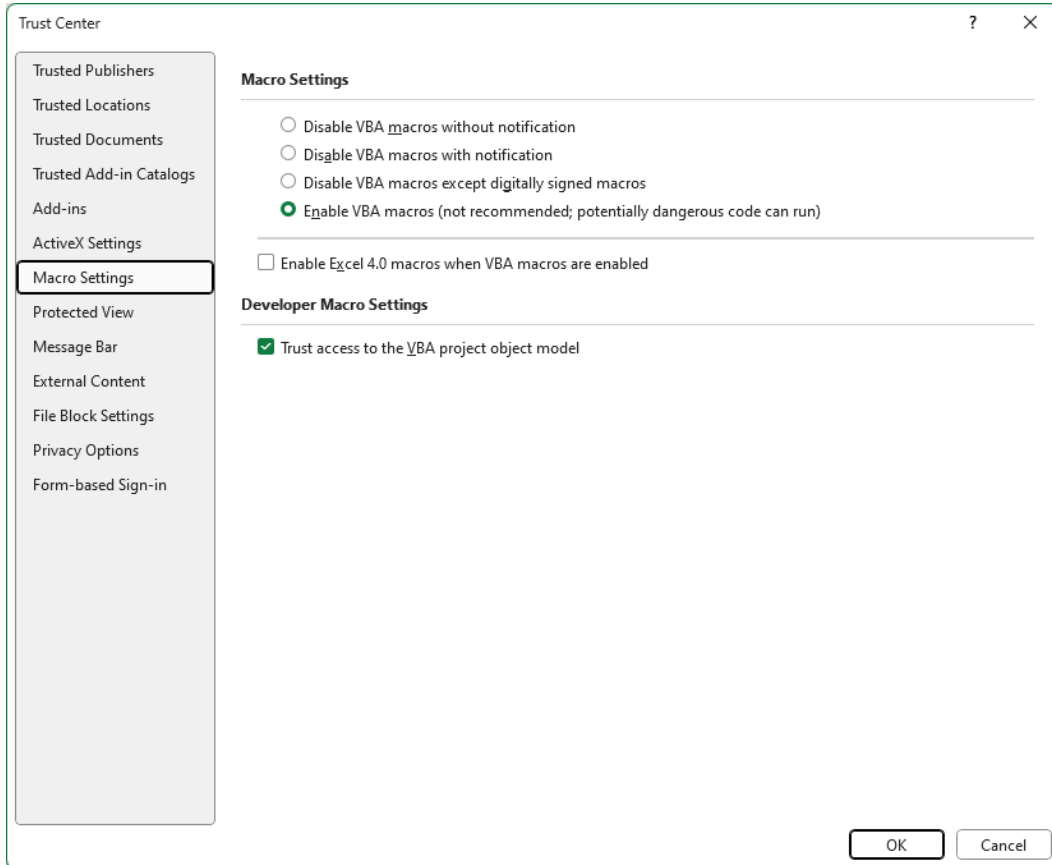 Trust Center
?
Trusted Publishers
Trusted Locations
Trusted Documents
Trusted Add-in Catalogs
Add-ins
ActiveX Settings
Macro Settings
Protected View
Message Bar
External Content
File Block Settings
Privacy Options
Form-based Sign-in
Macro Settings
Disable VBA macros without notification
Disable VBA macros with notification
Disable VBA macros except digitally signed macros
Enable VBA macros (not recommended; potentially dangerous code can run)
Enable Excel 4.0 macros when VBA macros are enabled
Developer Macro Settings
Trust access to the VBA project object model
OK
Cancel